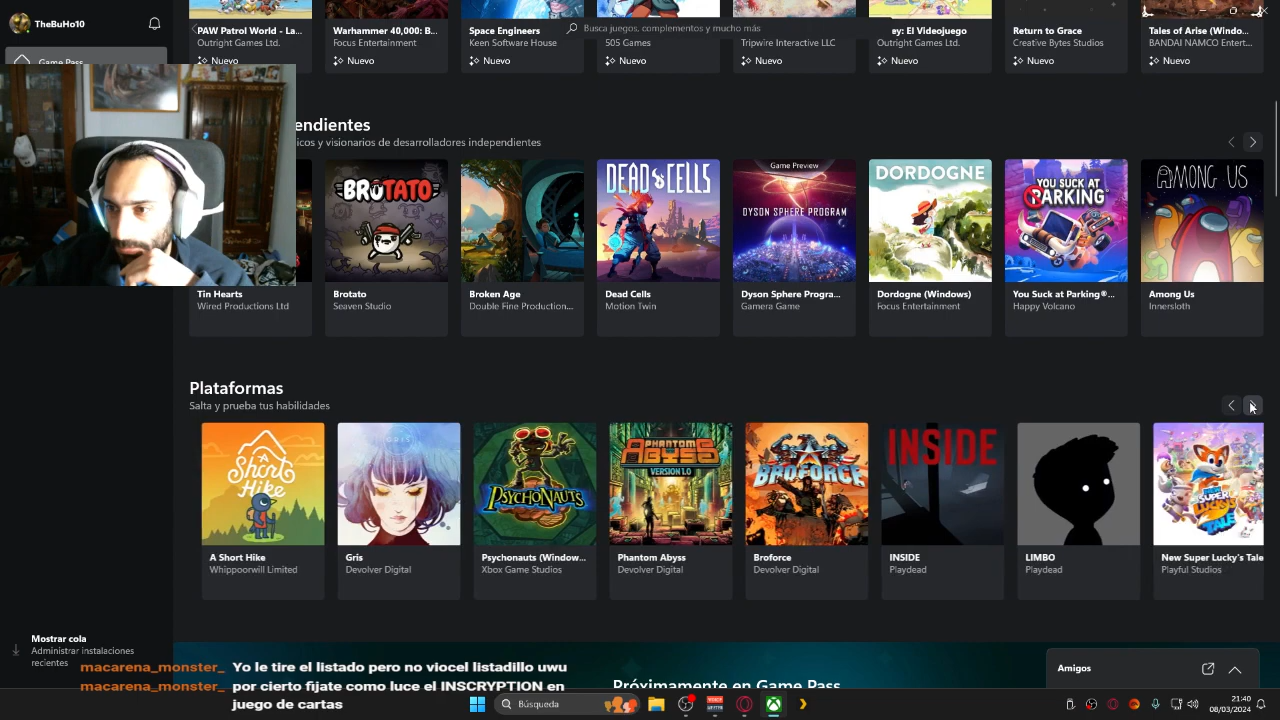 TheBuHo10
Game Pass
Busca juegos, complementos y mucho más
PAW Patrol World - La...
Outright Games Ltd.
Nuevo
Warhammer 40,000: B...
Focus Entertainment
Nuevo
Space Engineers
Keen Software House
Nuevo
505 Games
Nuevo
Tripwire Interactive LLC
Nuevo
ey: El Videojuego
Outright Games Ltd.
Nuevo
Return to Grace
Creative Bytes Studios
Nuevo
Tales of Arise (Windo...
BANDAI NAMCO Entert...
Nuevo
endientes
icos y visionarios de desarrolladores independientes
BROTATO
DEAD CELLS
Game Preview
DYSON SPHERE PROGRAM
DORDOGNE
YOU SUCK AT
PARKING
AMONG US
Tin Hearts
Wired Productions Ltd
Brotato
Seaven Studio
Broken Age
Double Fine Production...
Dead Cells
Motion Twin
Dyson Sphere Progra...
Gamera Game
Dordogne (Windows)
Focus Entertainment
You Suck at Parking®...
Happy Volcano
Among Us
Innersloth
Plataformas
Salta y prueba tus habilidades
A
Short
Hike
GRIS
PSYCHONAUTS
PHANTOM
ABYSS
VERSION 1.0
BROFORCE
INSIDE
NEW
SUPER
LUCKY'S
TALE
A Short Hike
Whippoorwill Limited
Gris
Devolver Digital
Psychonauts (Window...
Xbox Game Studios
Phantom Abyss
Devolver Digital
Broforce
Devolver Digital
INSIDE
Playdead
LIMBO
Playdead
New Super Lucky's Tale
Playful Studios
Mostrar cola
Administrar instalaciones
recientes
macarena_monster_ Yo le tire el listado pero no viocel listadillo uwu
macarena_monster_ por cierto fijate como luce el INSCRYPTION en
juego de cartas
Próximamente en Game Pass
Amigos
Búsqueda
21:40
08/03/2024